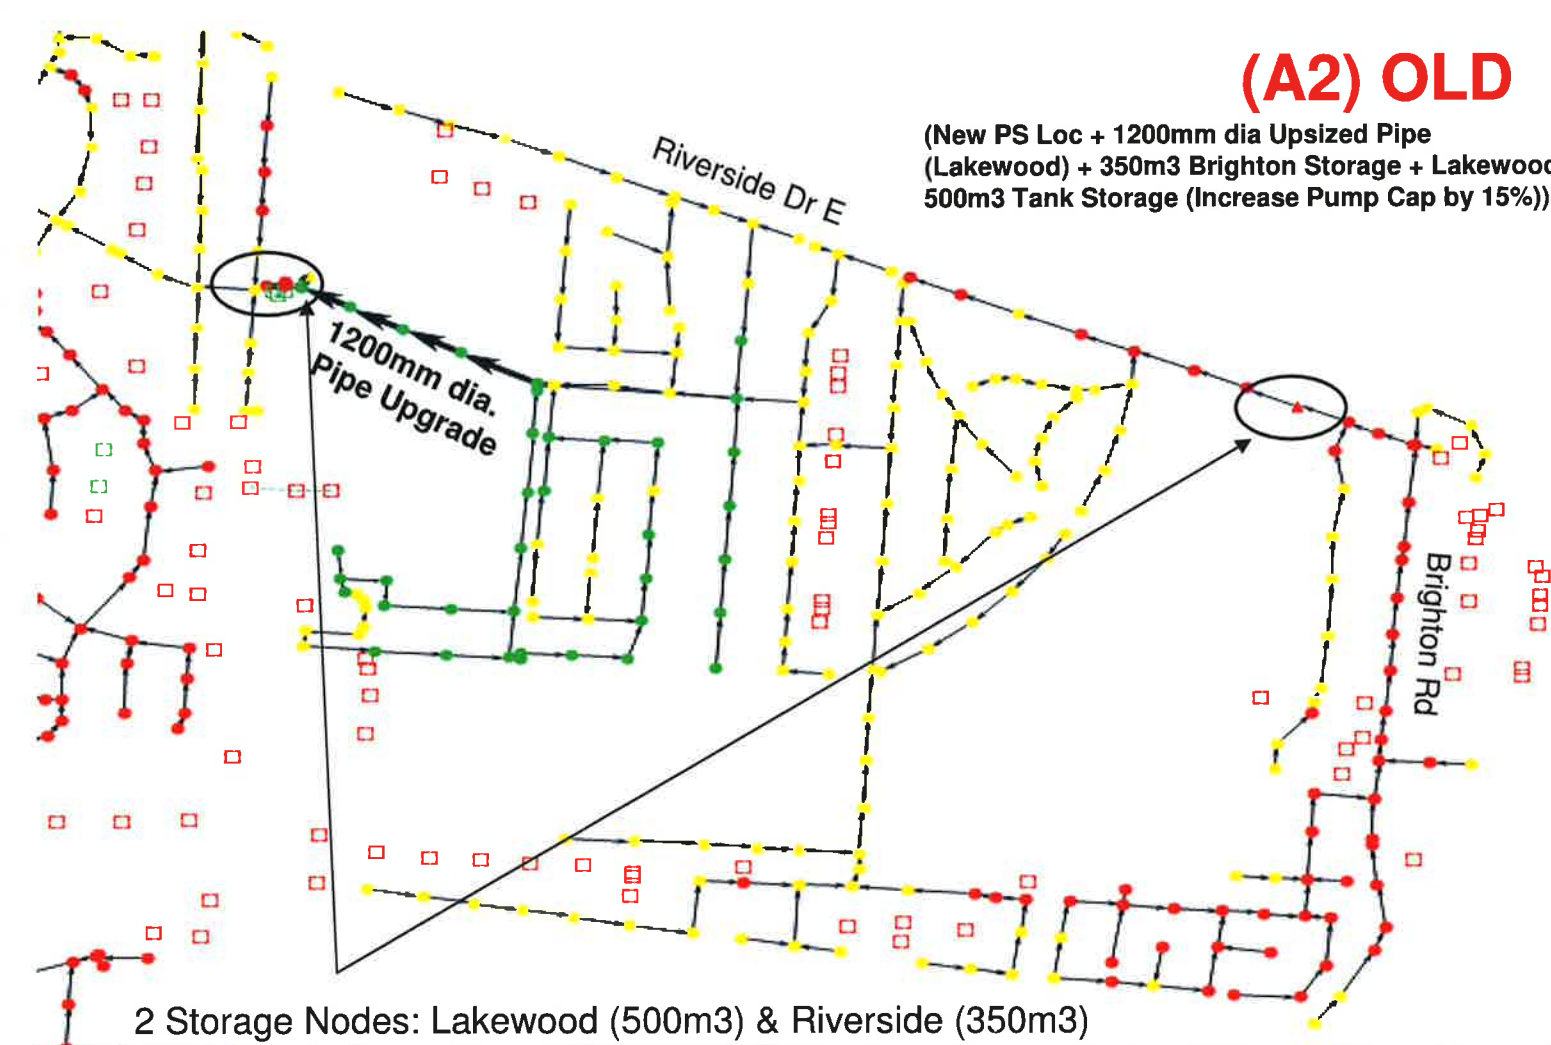 (A2) OLD
(New PS Loc + 1200mm dia Upsized Pipe
(Lakewood) + 350m3 Brighton Storage + Lakewood
500m3 Tank Storage (Increase Pump Cap by 15%))
Riverside Dr E
1200mm dia.
Pipe Upgrade
Brighton Rd
2 Storage Nodes: Lakewood (500m3) & Riverside (350m3)